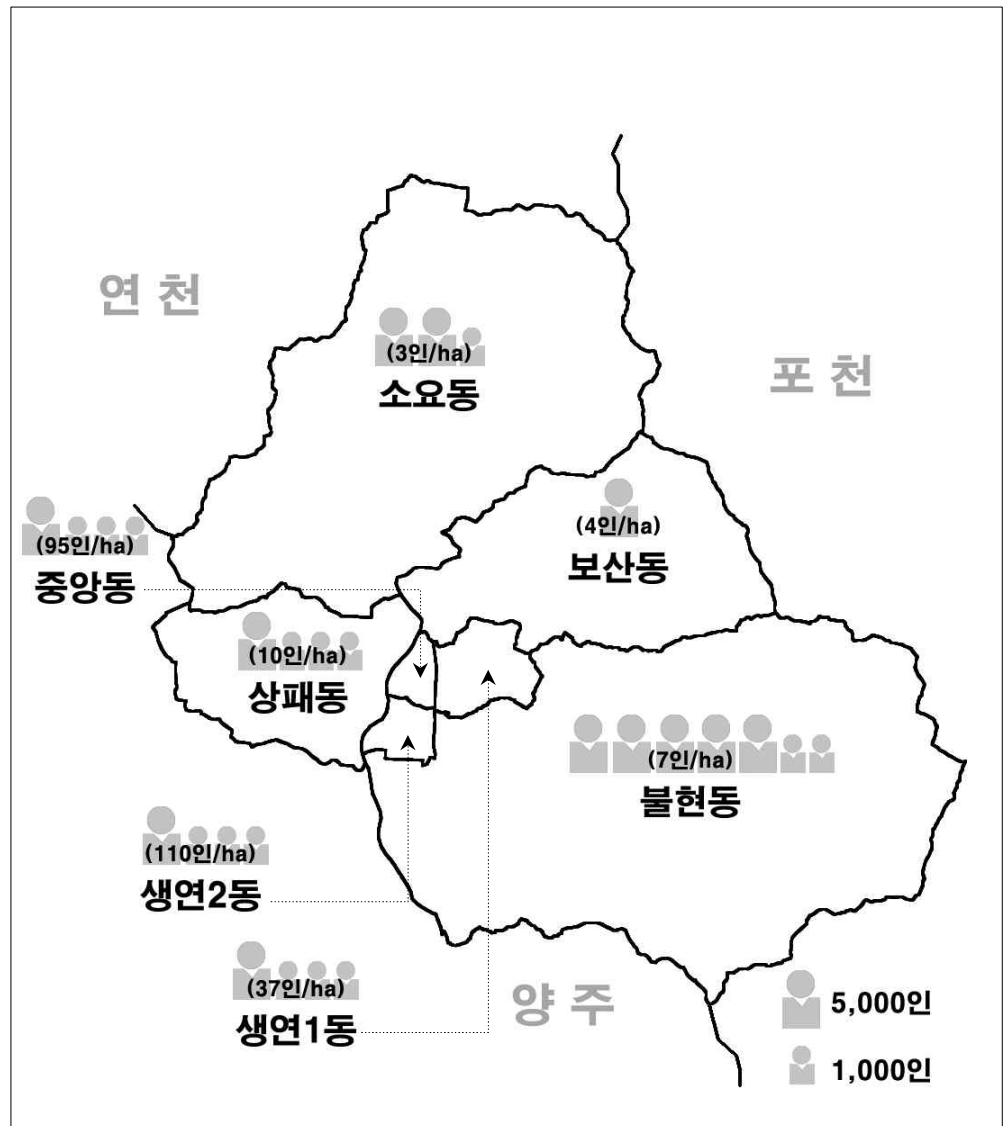 연 천
포 천
(3인/ha)
소요동
(4인/ha)
보산동
(95인/ha)
중앙동
(10인/ha)
상패동
(7인/ha)
불현동
(110인/ha)
생연2동
(37인/ha)
생연1동
양 주
5,000인
1,000인